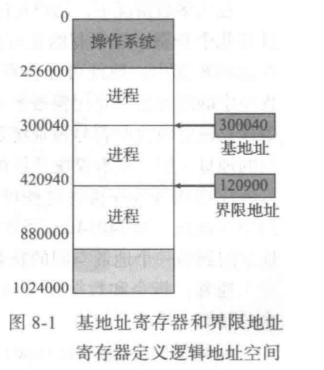 0
操作系统
256000
进程
300040
300040
基地址
进程
420940
120900
界限地址
进程
880000
1024000
图 8-1 基地址寄存器和界限地址
寄存器定义逻辑地址空间